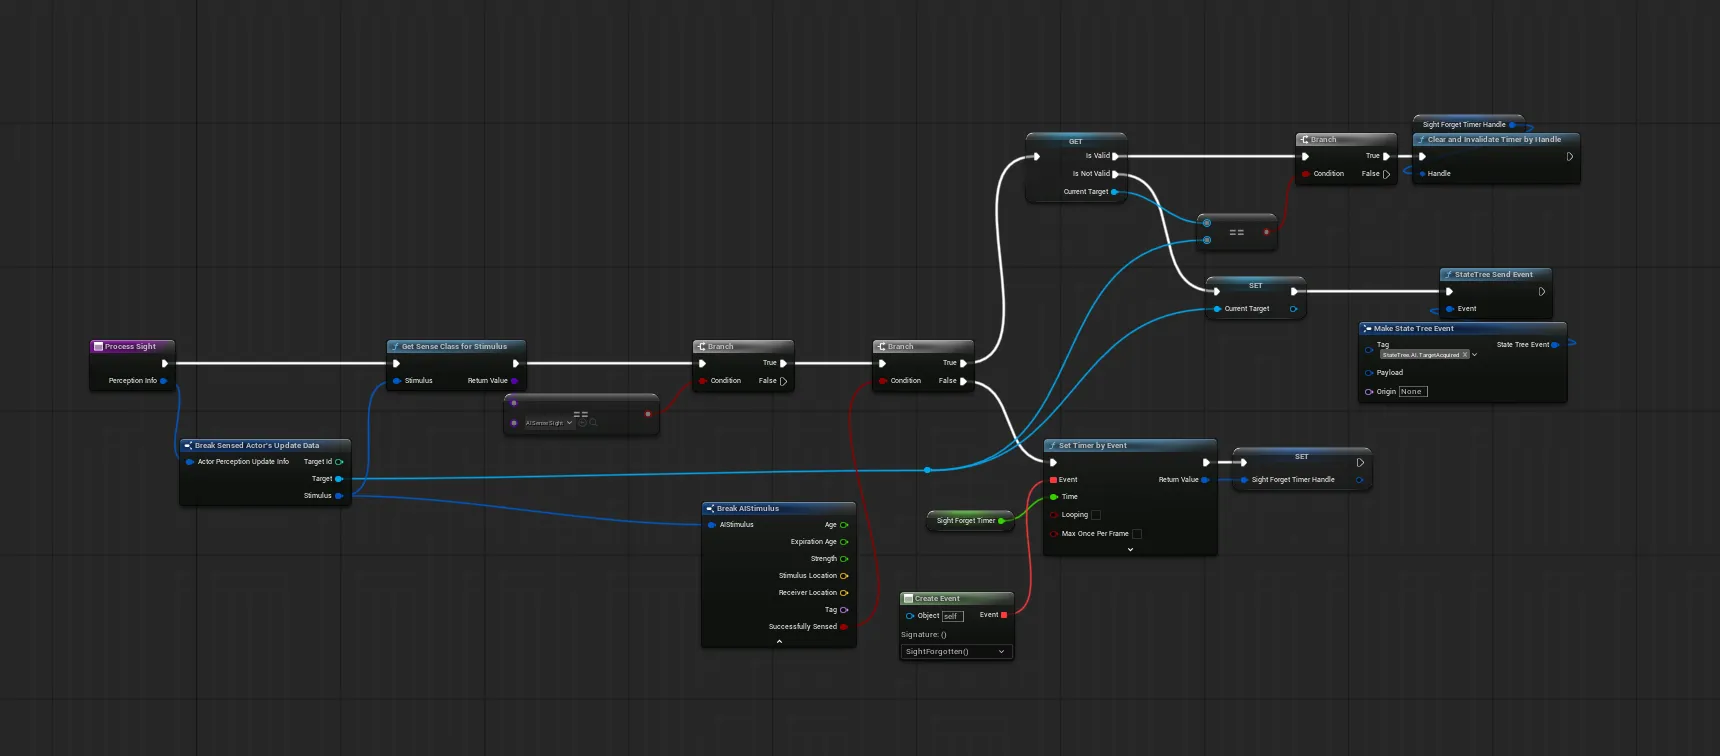 Process Sight
Perception Info
Break Sensed Actor's Update Data
Actor Perception Update Info
Target Id
Target
Stimulus
Get Sense Class for Stimulus
Stimulus
Return Value
==
AISenseSight
Branch
True
Condition
False
Break AIStimulus
AIStimulus
Age
Expiration Age
Strength
Stimulus Location
Receiver Location
Tag
Successfully Sensed
Branch
True
Condition
False
GET
Is Valid
Is Not Valid
Current Target
==
Branch
True
Condition
False
Sight Forget Timer Handle
Clear and Invalidate Timer by Handle
Handle
SET
Current Target
StateTree Send Event
Event
Make State Tree Event
Tag
State Tree Event
StateTree.AI.TargetAcquired
Payload
Origin
None
Set Timer by Event
Event
Return Value
Time
Looping
Max Once Per Frame
SET
Sight Forget Timer Handle
Sight Forget Timer
Create Event
Object
self
Event
Signature: ()
SightForgotten()